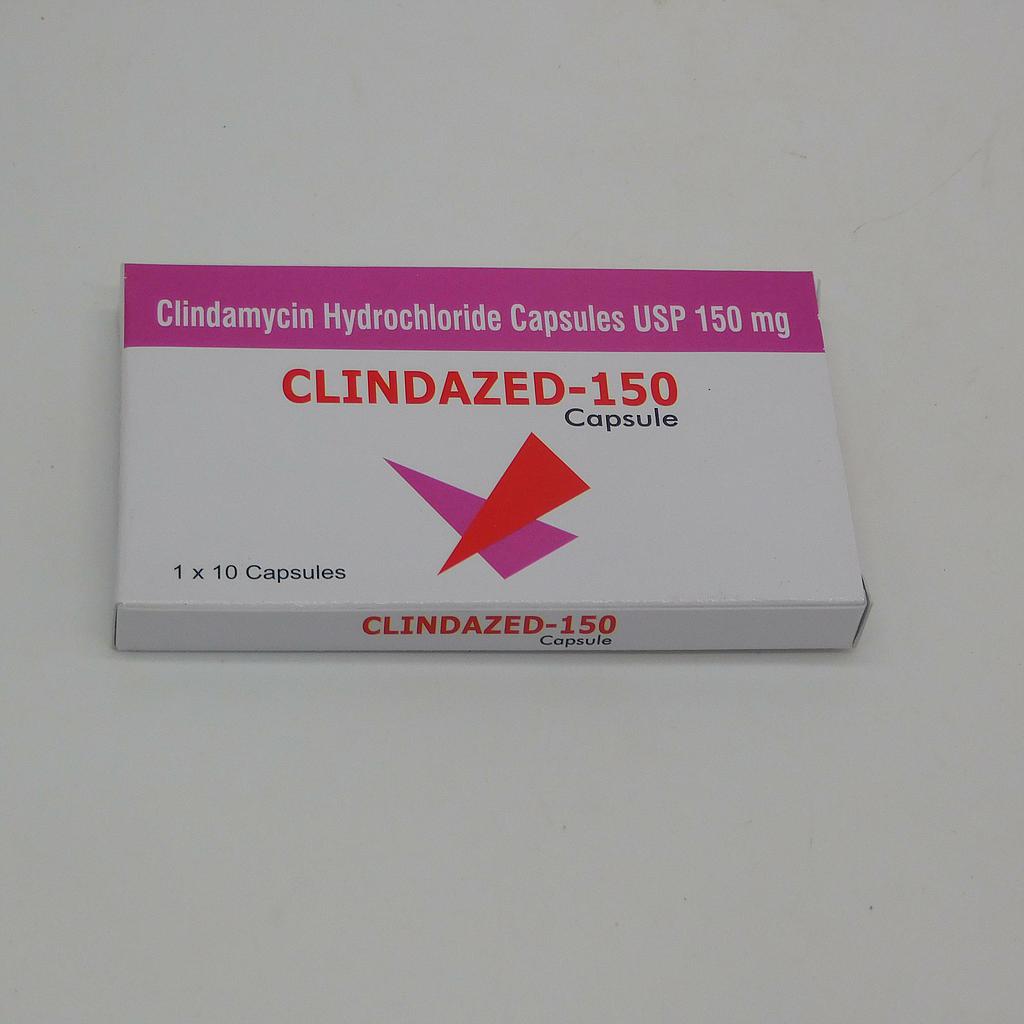 Clindamycin Hydrochloride Capsules USP 150 mg
CLINDAZED-150
Capsule
1 x 10 Capsules
CLINDAZED-150
Capsule